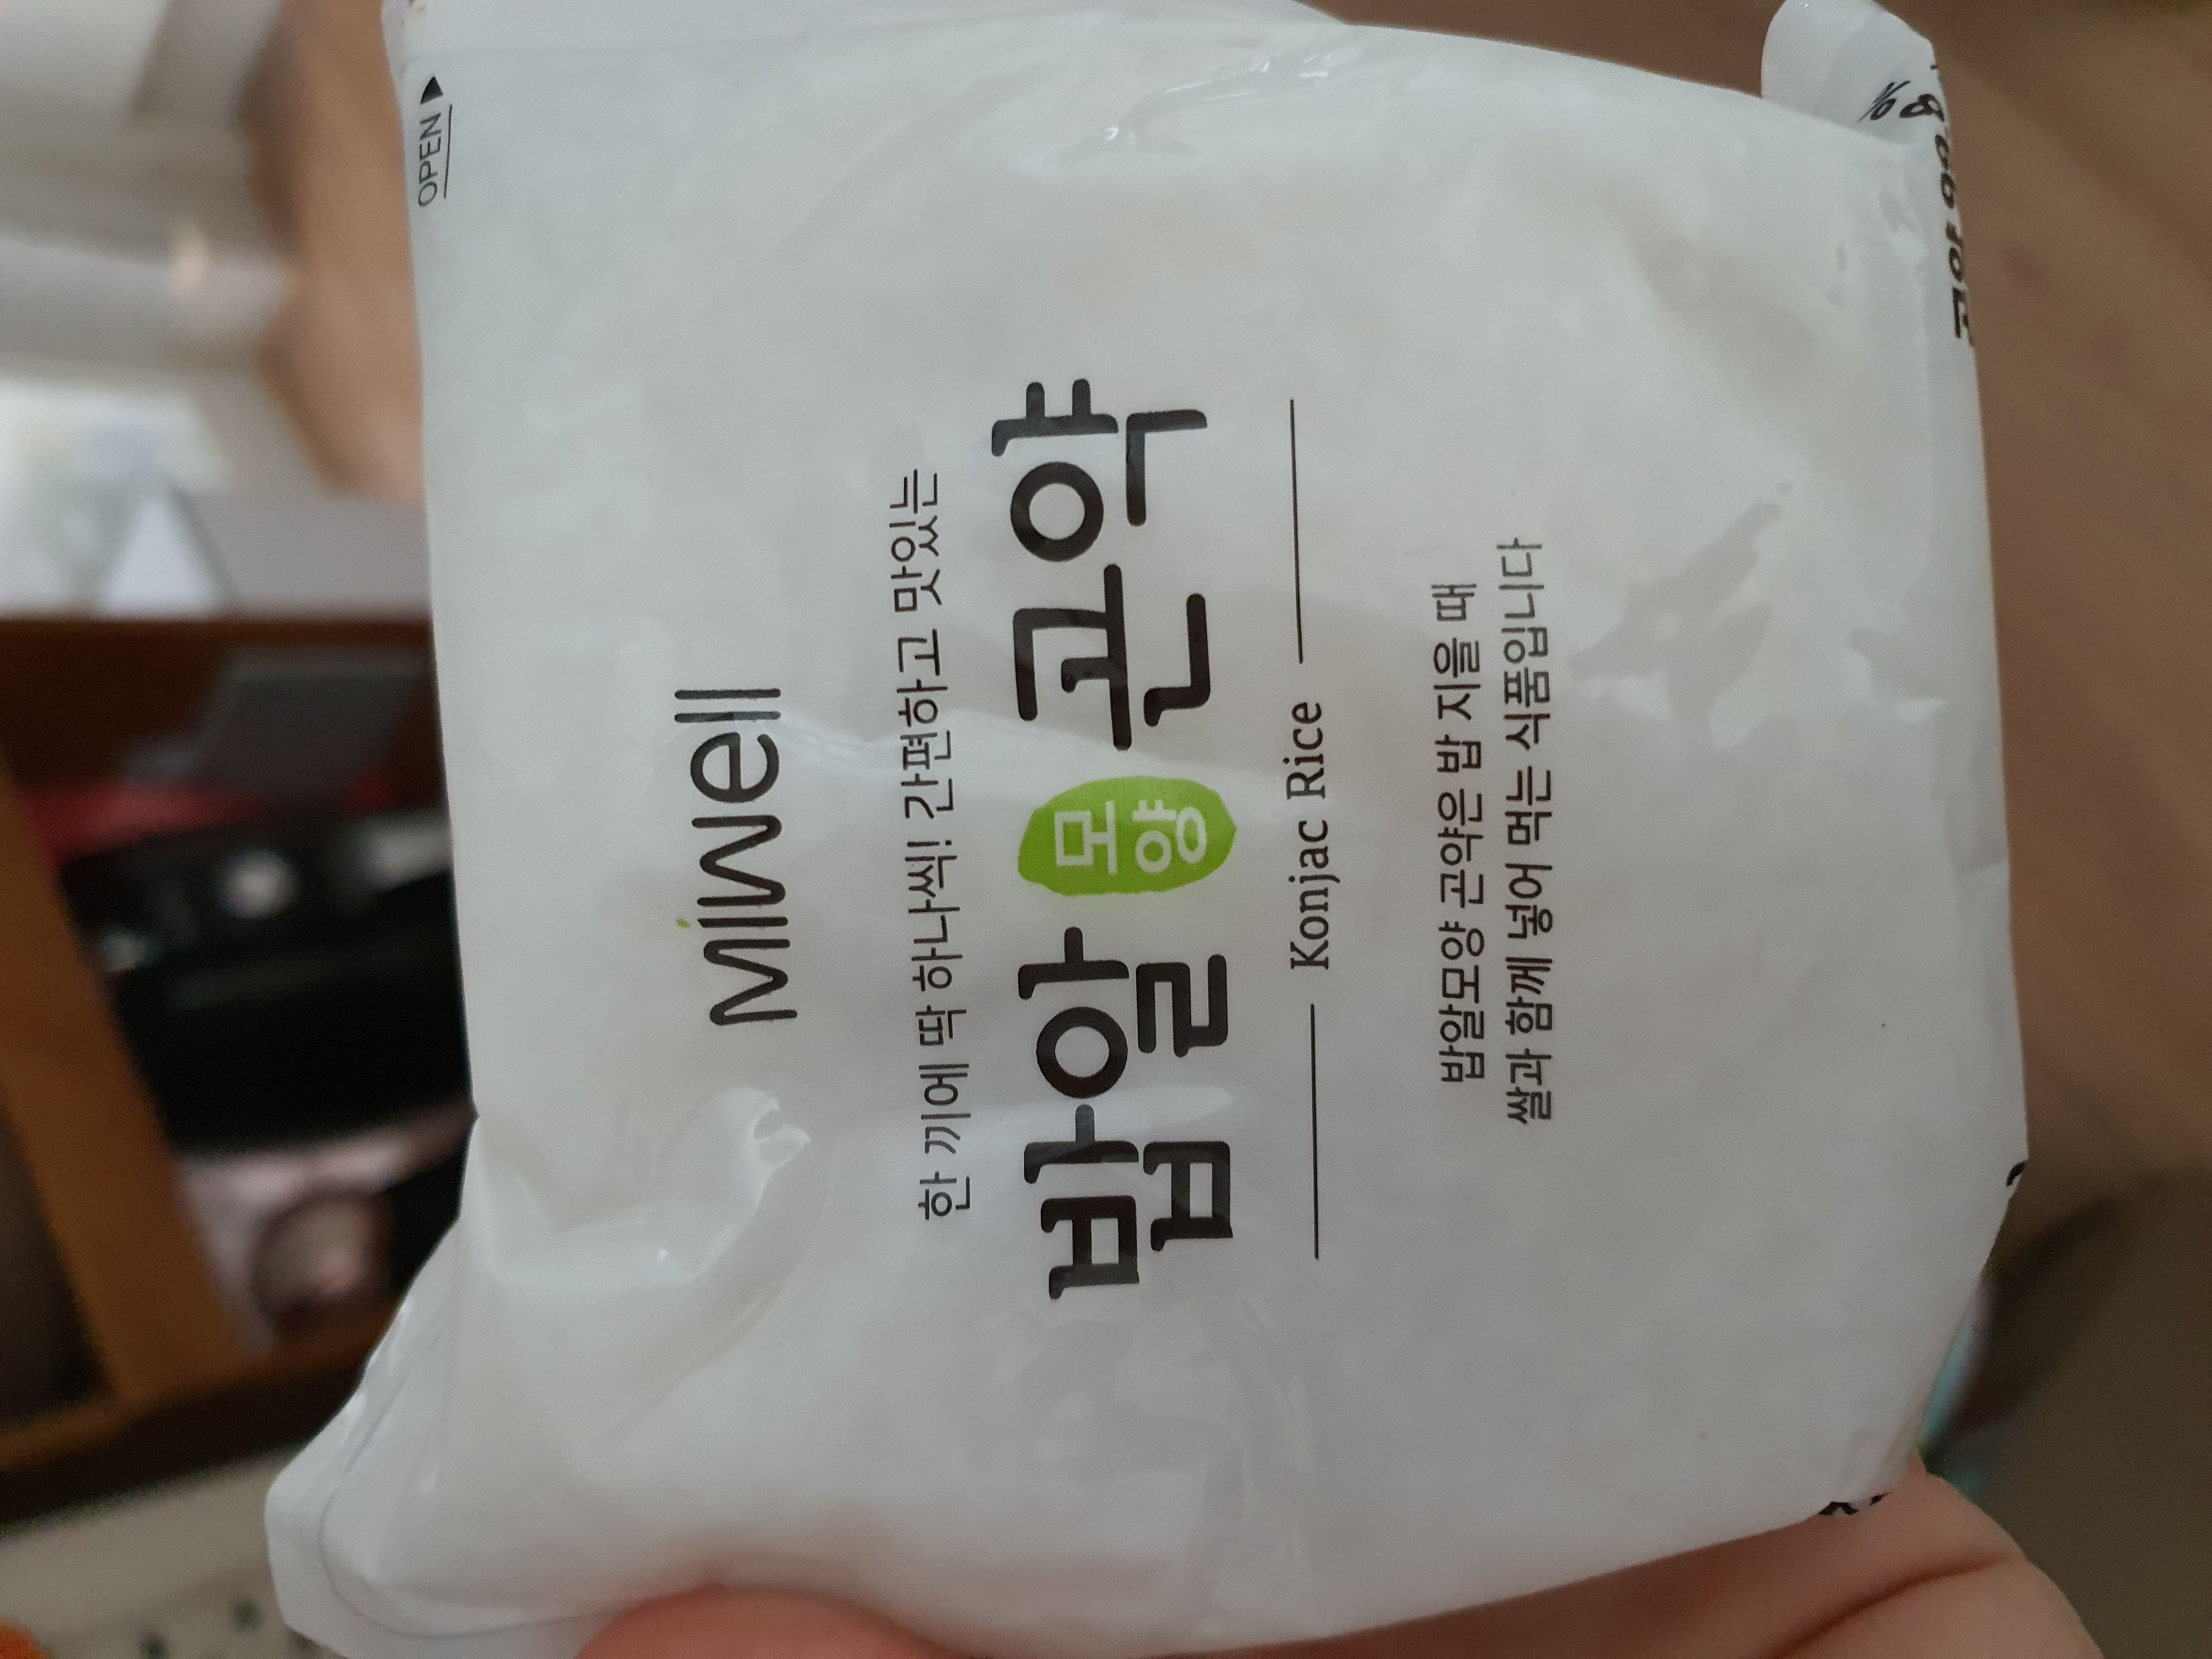 OPEN ▶
miwell
한 끼에 딱 하나씩! 간편하고 맛있는
밥알모양 곤약
Konjac Rice
밥알모양 곤약은 밥 지을 때
쌀과 함께 넣어 먹는 식품입니다